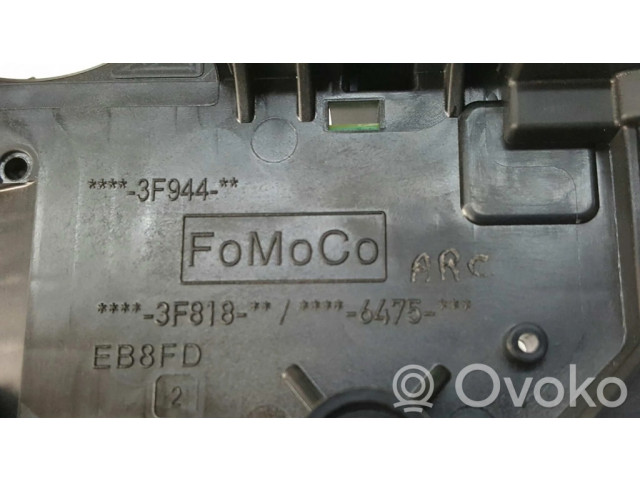 ****-3F944-**
FoMoCo
ARC
****-3F818-** / ****-6475-***
EB8FD
2
Ovoko